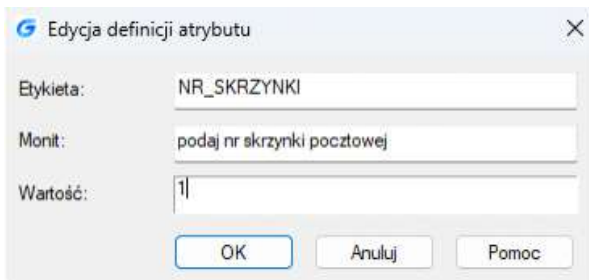 Edycja definicji atrybutu
Etykieta: NR_SKRZYNKI
Monit: podaj nr skrzynki pocztowej
Wartość: 1
OK Anuluj Pomoc